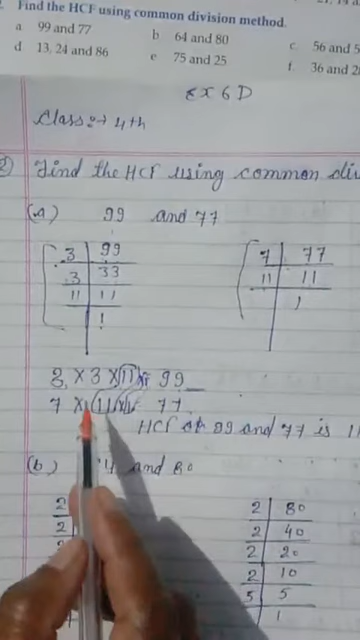 Find the HCF using common division method.
a 99 and 77 b 64 and 80 c. 56 and
d 13, 24 and 86 e 75 and 25 f. 36 and
EX 6 D
Class:→ 4th
Find the HCF using common
(a) 99 and 77
3 99
3 33
11 11
1
7 77
11 11
1
3 × 3 × 11 = 99
7 × 11 × 1 = 77
HCF of 99 and 77 is 11
(b) 4 and 80
2
2
2 80
2 40
2 20
2 10
5 5
1